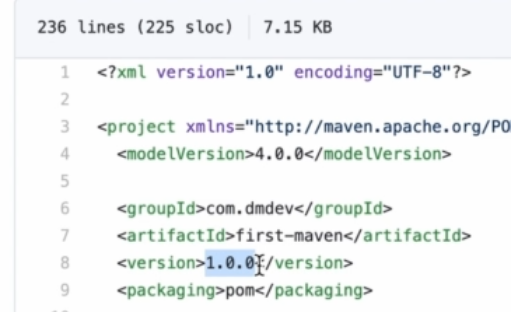 236 lines (225 sloc) 7.15 KB
1 <?xml version="1.0" encoding="UTF-8"?>
2
3 <project xmlns="http://maven.apache.org/PO
4 <modelVersion>4.0.0</modelVersion>
5
6 <groupId>com.dmdev</groupId>
7 <artifactId>first-maven</artifactId>
8 <version>1.0.0</version>
9 <packaging>pom</packaging>